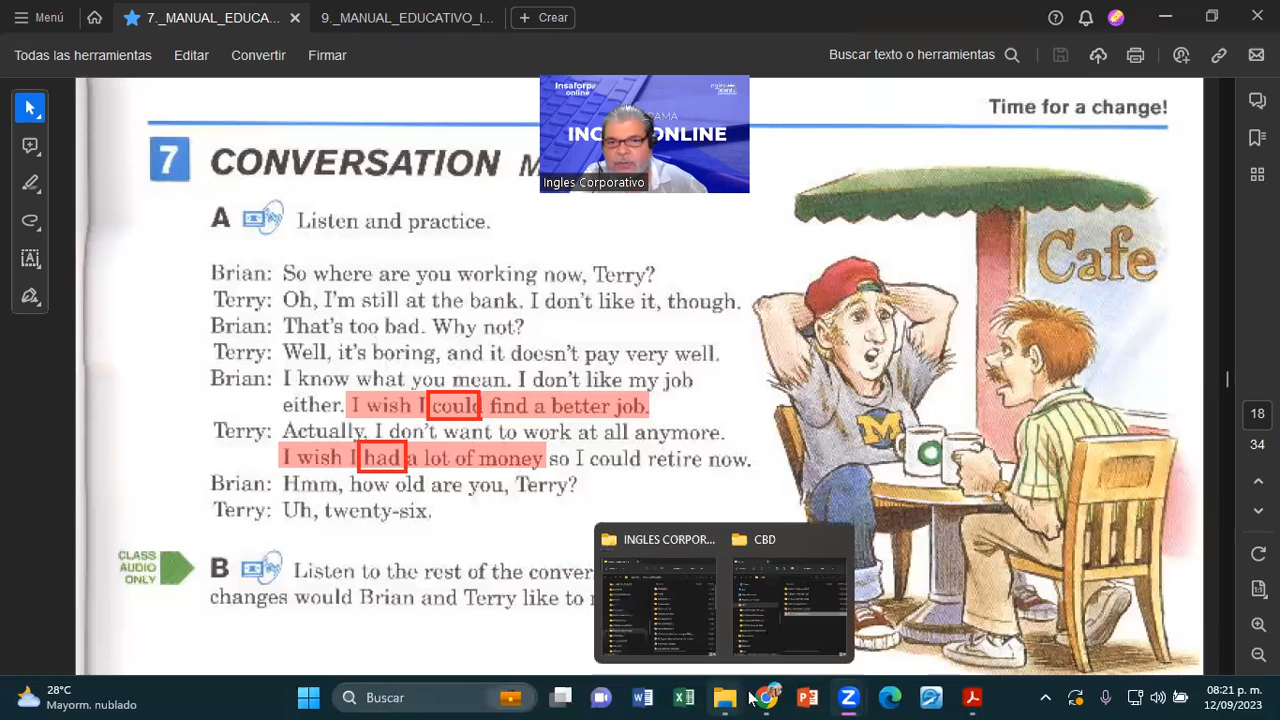 Menú
7._MANUAL_EDUCA...
9._MANUAL_EDUCATIVO_I...
Crear
Todas las herramientas
Editar
Convertir
Firmar
Buscar texto o herramientas
Insaforp
online
INGLES ONLINE
Ingles Corporativo
Time for a change!
7 CONVERSATION
A Listen and practice.
Brian: So where are you working now, Terry?
Terry: Oh, I'm still at the bank. I don't like it, though.
Brian: That's too bad. Why not?
Terry: Well, it's boring, and it doesn't pay very well.
Brian: I know what you mean. I don't like my job
either. I wish I could find a better job.
Terry: Actually, I don't want to work at all anymore.
I wish I had a lot of money so I could retire now.
Brian: Hmm, how old are you, Terry?
Terry: Uh, twenty-six.
Cafe
M
CLASS
AUDIO
ONLY
B Listen to the rest of the conver
changes would Brian and Terry like to
INGLES CORPOR...
CBD
18
34
28°C
Mayorm. nublado
Buscar
08:21 p. m.
12/09/2023